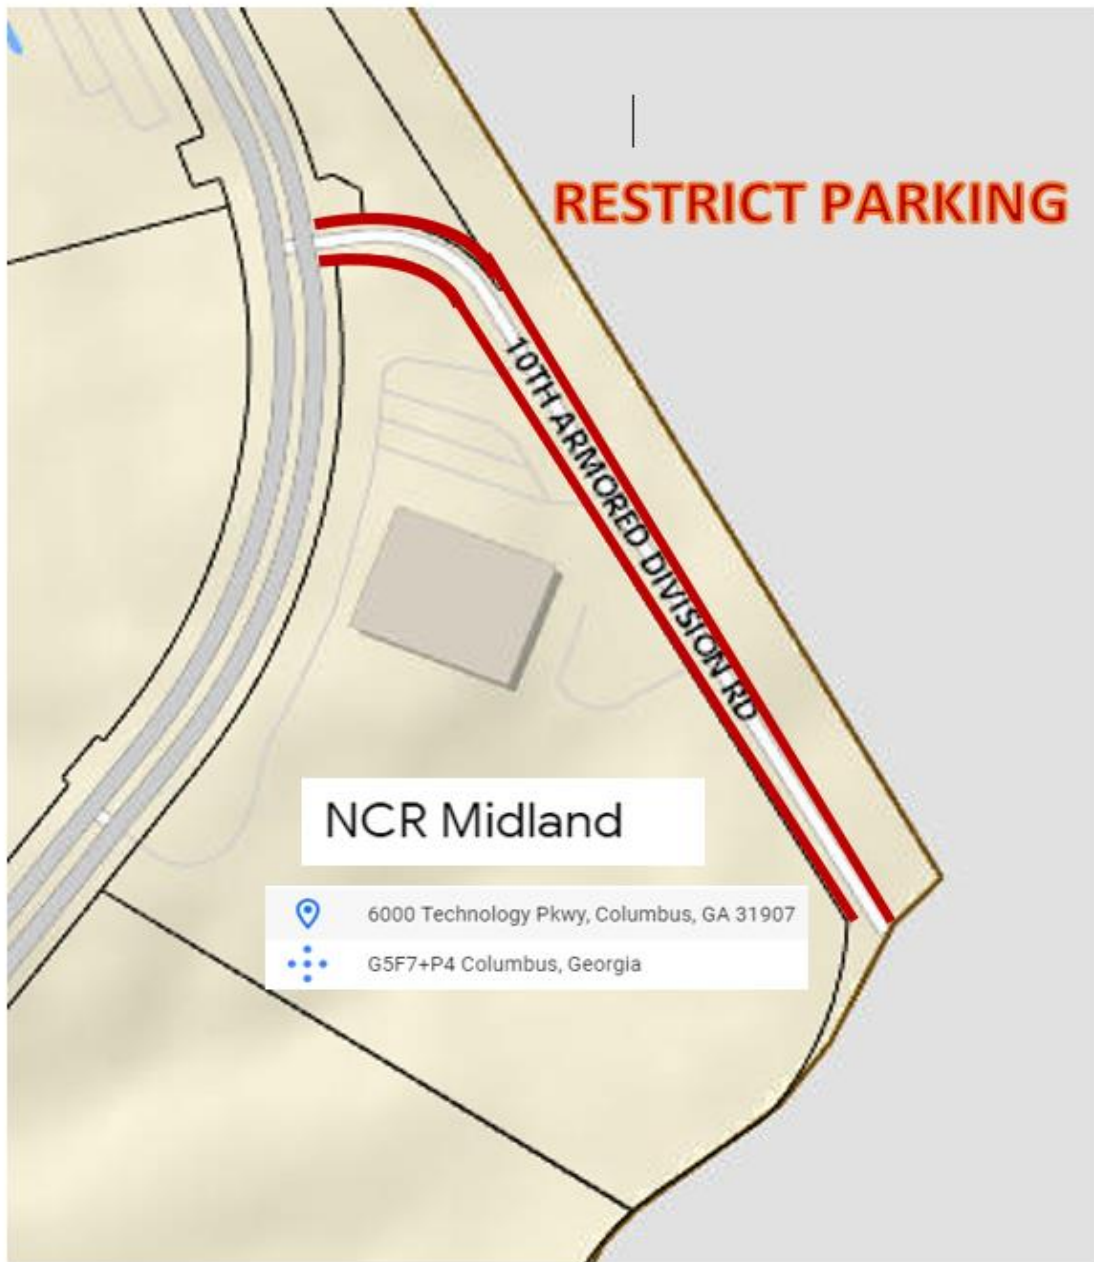 RESTRICT PARKING
10TH ARMORED DIVISION RD
NCR Midland
6000 Technology Pkwy, Columbus, GA 31907
G5F7+P4 Columbus, Georgia